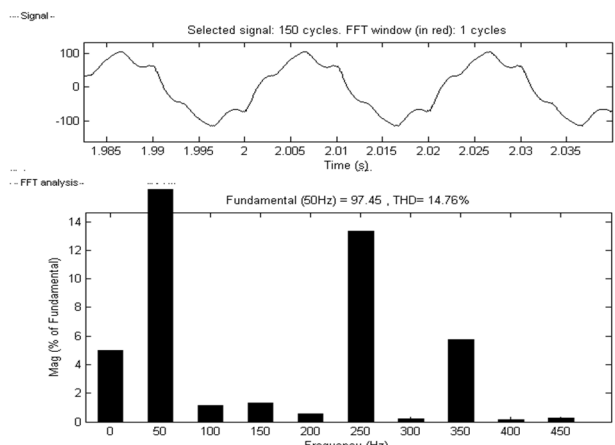 Signal
Selected signal: 150 cycles. FFT window (in red): 1 cycles
100
0
-100
1.985 1.99 1.995 2 2.005 2.01 2.015 2.02 2.025 2.03 2.035
Time (s)
FFT analysis
Fundamental (50Hz) = 97.45 , THD= 14.76%
14
12
10
8
6
4
2
0
Mag (% of Fundamental)
0 50 100 150 200 250 300 350 400 450
Frequency (Hz)